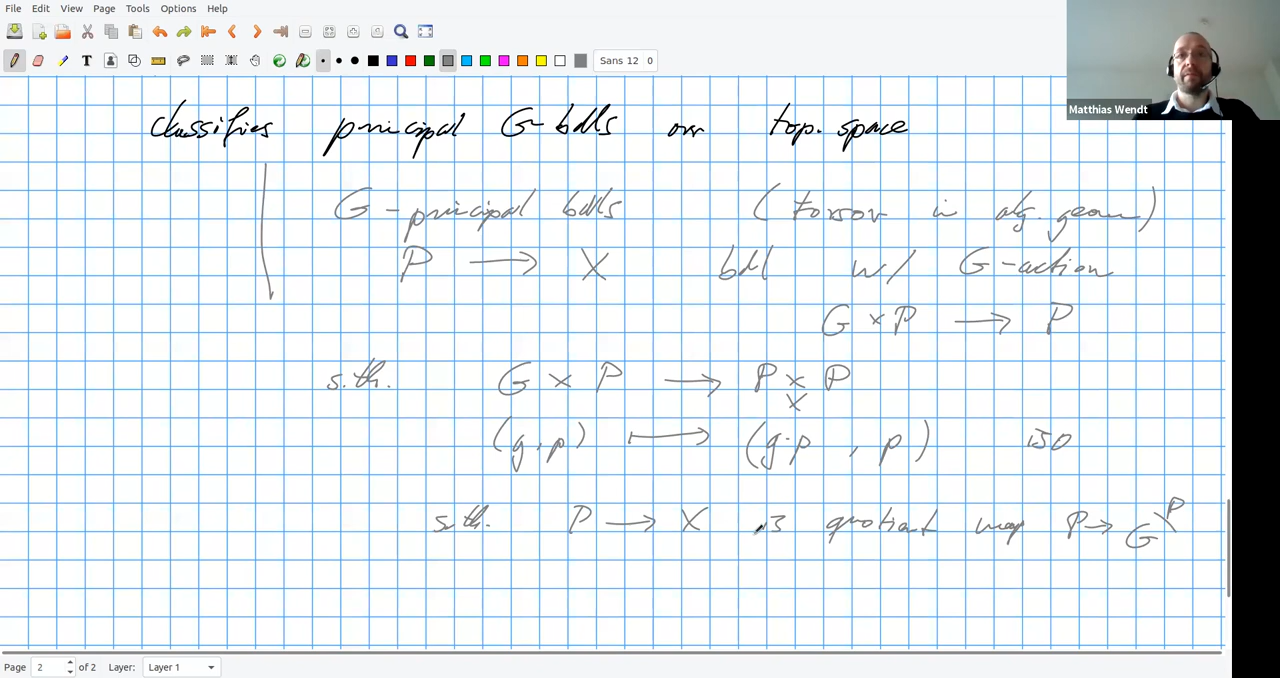 File Edit View Page Tools Options Help
Sans 12 0
Matthias Wendt
classifies principal G-bdls over top. space
G-principal bdls (torsor in alg. geom)
P → X bdl w/ G-action
G × P → P
s.th. G × P → P ×_X P
(g,p) ↦ (g·p, p) iso
s.th. P → X is quotient map P → G\P
Page 2 of 2 Layer: Layer 1